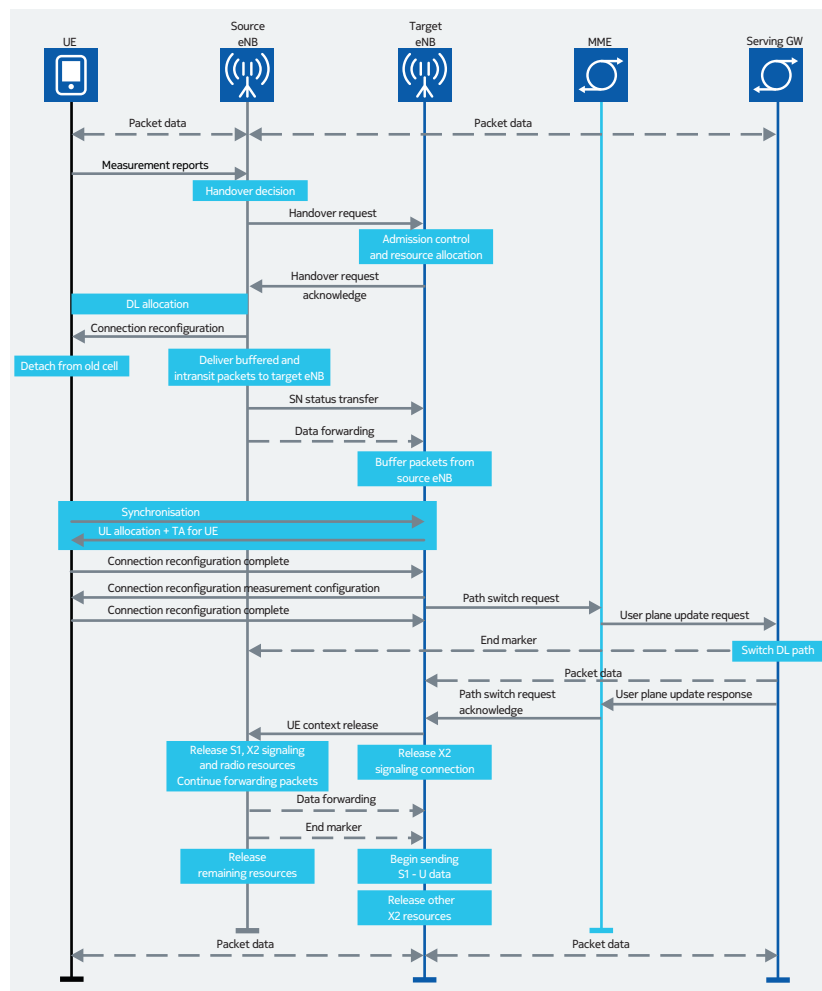 Source
Target
UE
eNB
eNB
MME
Serving GW
Packet data
Packet data
Measurement reports
Handover decision
Handover request
Admission control
and resource allocation
Handover request
acknowledge
DL allocation
Connection reconfiguration
Detach from old cell
Deliver buffered and
intransit packets to target eNB
SN status transfer
Data forwarding
Buffer packets from
source eNB
Synchronisation
UL allocation + TA for UE
Connection reconfiguration complete
Connection reconfiguration measurement configuration
Path switch request
Connection reconfiguration complete
User plane update request
End marker
Switch DL path
Packet data
Path switch request
acknowledge
User plane update response
UE context release
Release S1, X2 signaling
and radio resources
Continue forwarding packets
Release X2
signaling connection
Data forwarding
End marker
Release
remaining resources
Begin sending
S1 - U data
Release other
X2 resources
Packet data
Packet data